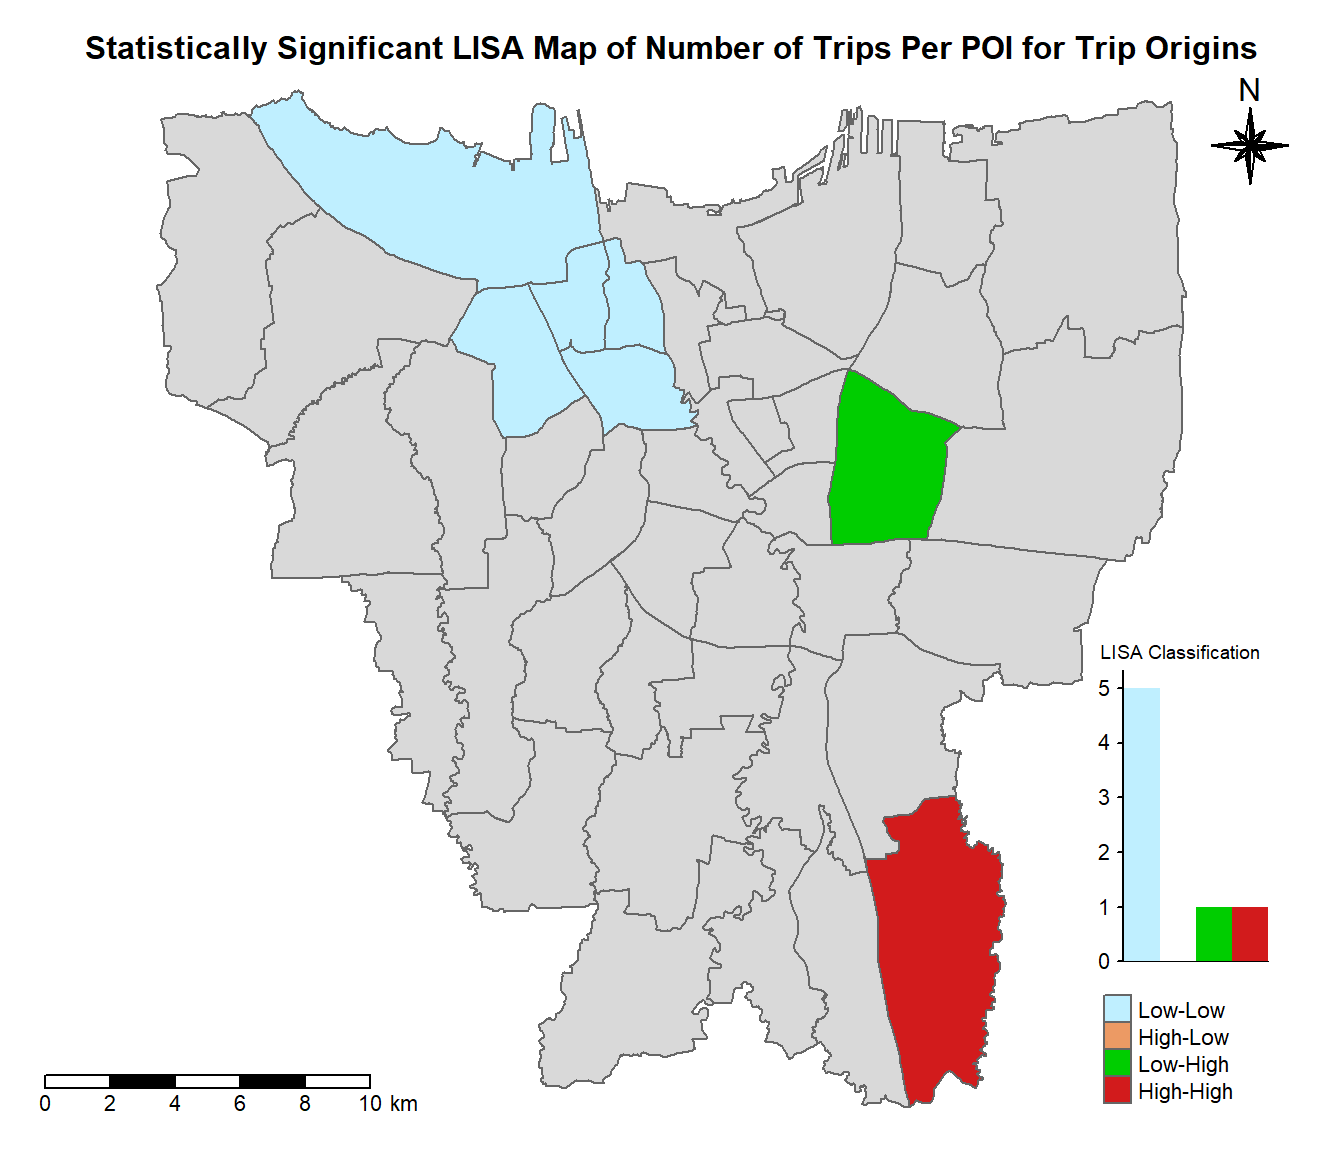 Statistically Significant LISA Map of Number of Trips Per POI for Trip Origins
N
LISA Classification
5
4
3
2
1
0
Low-Low
High-Low
Low-High
High-High
0 2 4 6 8 10 km